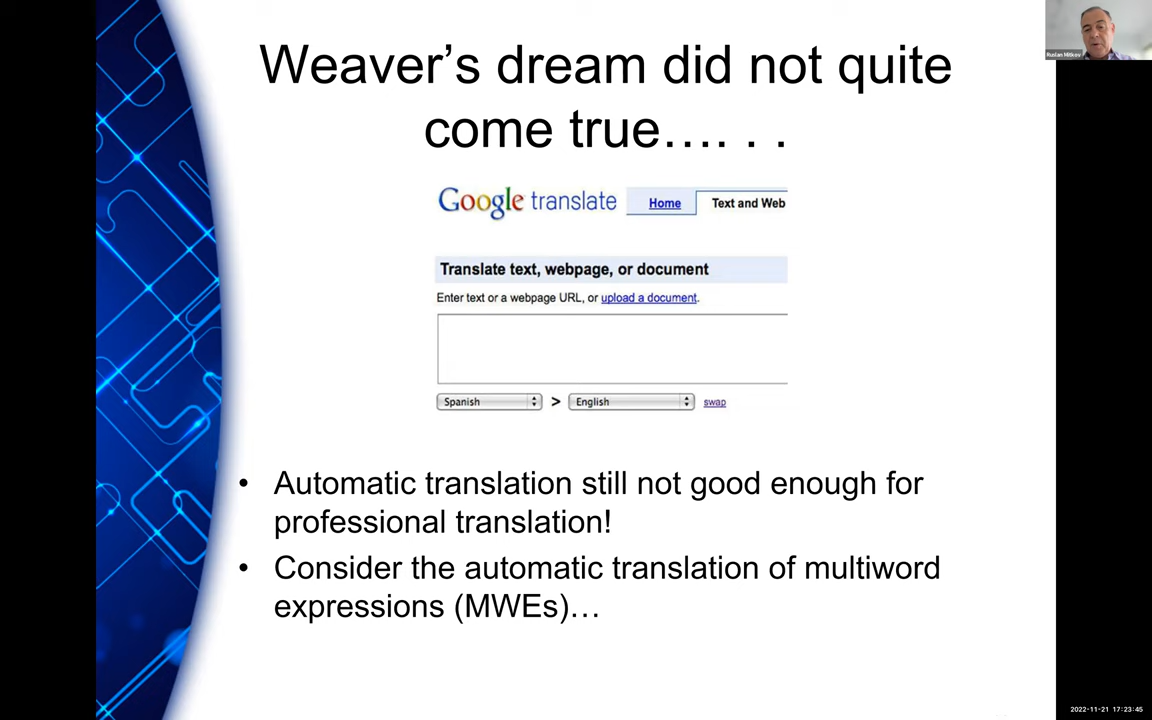 Weaver’s dream did not quite
come true…. . .
Ruslan Mitkov
Google translate Home Text and Web
Translate text, webpage, or document
Enter text or a webpage URL, or upload a document.
Spanish > English swap
• Automatic translation still not good enough for
professional translation!
• Consider the automatic translation of multiword
expressions (MWEs)…
2022-11-21 17:23:45